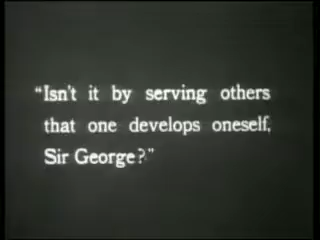 "Isn't it by serving others
that one develops oneself,
Sir George?"